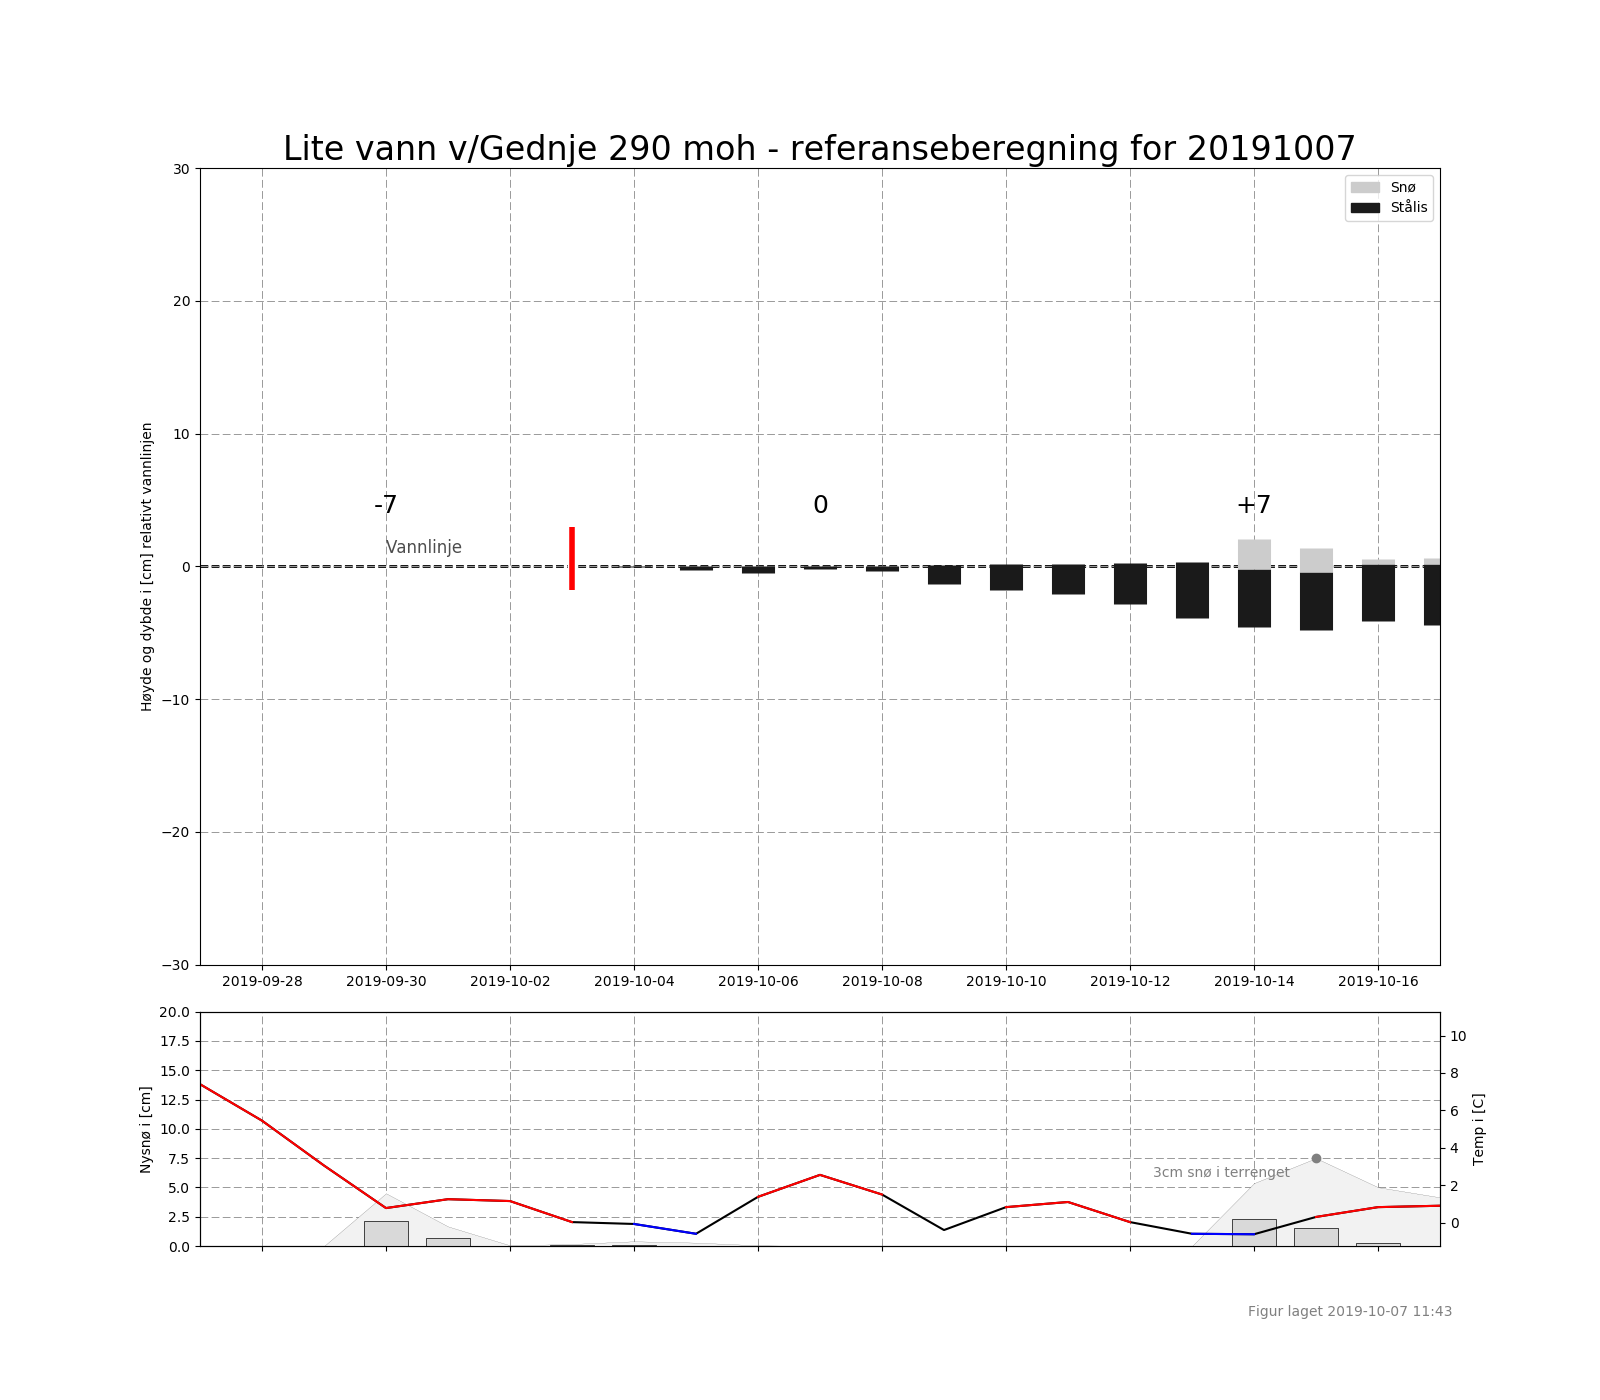 Lite vann v/Gednje 290 moh - referanseberegning for 20191007
30
20
10
0
−10
−20
−30
Høyde og dybde i [cm] relativt vannlinjen
Snø
Stålis
-7
0
+7
Vannlinje
2019-09-28 2019-09-30 2019-10-02 2019-10-04 2019-10-06 2019-10-08 2019-10-10 2019-10-12 2019-10-14 2019-10-16
20.0
17.5
15.0
12.5
10.0
7.5
5.0
2.5
0.0
Nysnø i [cm]
3cm snø i terrenget
10
8
6
4
2
0
Temp i [C]
Figur laget 2019-10-07 11:43